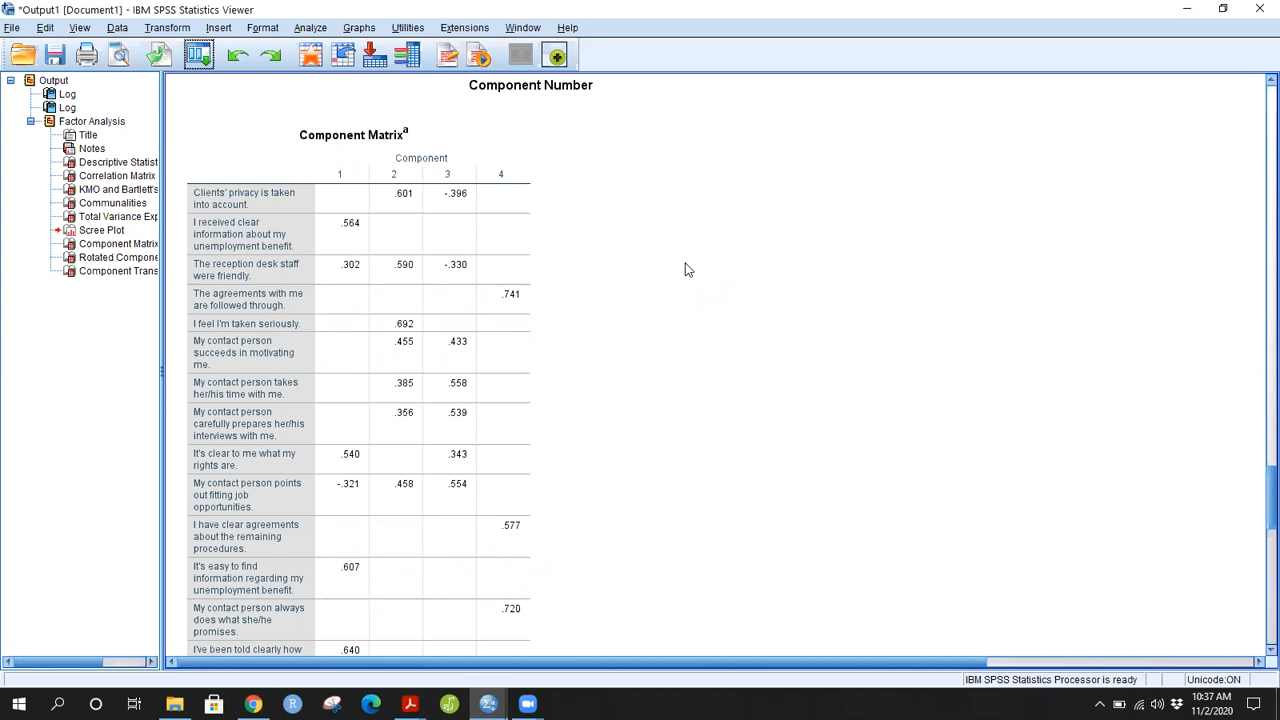 *Output1 [Document1] - IBM SPSS Statistics Viewer
File Edit View Data Transform Insert Format Analyze Graphs Utilities Extensions Window Help
Output
Log
Log
Factor Analysis
Title
Notes
Descriptive Statist
Correlation Matrix
KMO and Bartlett's
Communalities
Total Variance Exp
Scree Plot
Component Matrix
Rotated Compone
Component Trans
Component Number
Component Matrixa
Component
1 2 3 4
Clients' privacy is taken .601 -.396
into account.
I received clear .564
information about my
unemployment benefit.
The reception desk staff .302 .590 -.330
were friendly.
The agreements with me .741
are followed through.
I feel I'm taken seriously. .692
My contact person .455 .433
succeeds in motivating
me.
My contact person takes .385 .558
her/his time with me.
My contact person .356 .539
carefully prepares her/his
interviews with me.
It's clear to me what my .540 .343
rights are.
My contact person points -.321 .458 .554
out fitting job
opportunities.
I have clear agreements .577
about the remaining
procedures.
It's easy to find .607
information regarding my
unemployment benefit.
My contact person always .720
does what she/he
promises.
I've been told clearly how .640
IBM SPSS Statistics Processor is ready Unicode:ON
10:37 AM
11/2/2020